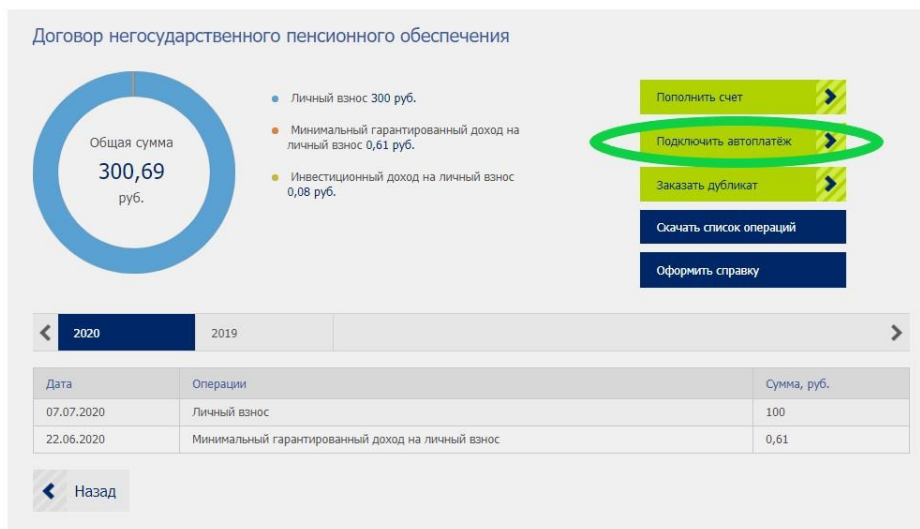 Договор негосударственного пенсионного обеспечения
Общая сумма
300,69
руб.
Личный взнос 300 руб.
Минимальный гарантированный доход на
личный взнос 0,61 руб.
Инвестиционный доход на личный взнос
0,08 руб.
Пополнить счет
Подключить автоплатёж
Заказать дубликат
Скачать список операций
Оформить справку
2020 2019
Дата Операции Сумма, руб.
07.07.2020 Личный взнос 100
22.06.2020 Минимальный гарантированный доход на личный взнос 0,61
Назад